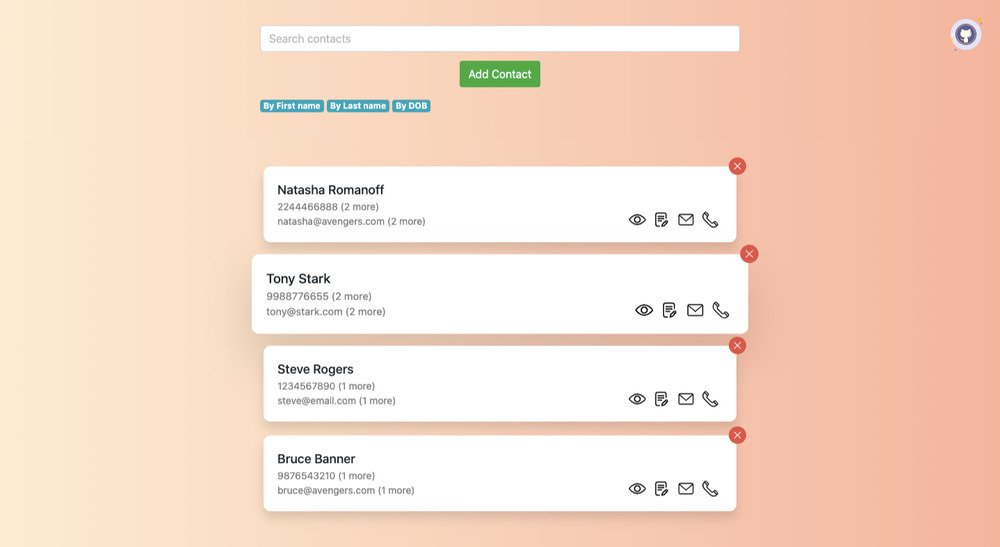 Search contacts
Add Contact
By First name By Last name By DOB
Natasha Romanoff
2244466888 (2 more)
natasha@avengers.com (2 more)
Tony Stark
9988776655 (2 more)
tony@stark.com (2 more)
Steve Rogers
1234567890 (1 more)
steve@email.com (1 more)
Bruce Banner
9876543210 (1 more)
bruce@avengers.com (1 more)